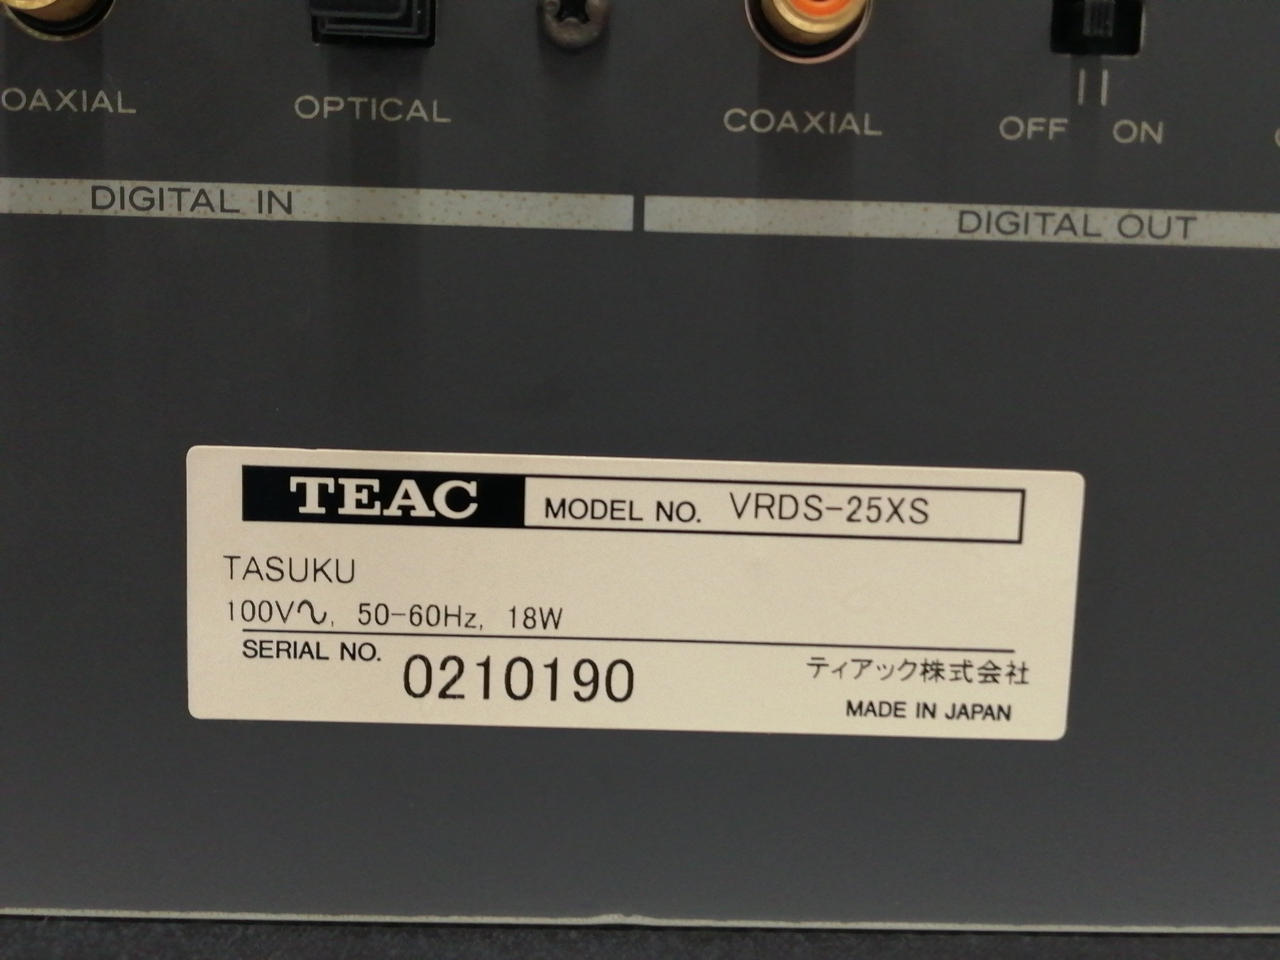 OAXIAL OPTICAL COAXIAL OFF ON
DIGITAL IN DIGITAL OUT
TEAC MODEL NO. VRDS-25XS
TASUKU
100V〜, 50-60Hz, 18W
SERIAL NO. 0210190 ティアック株式会社
MADE IN JAPAN